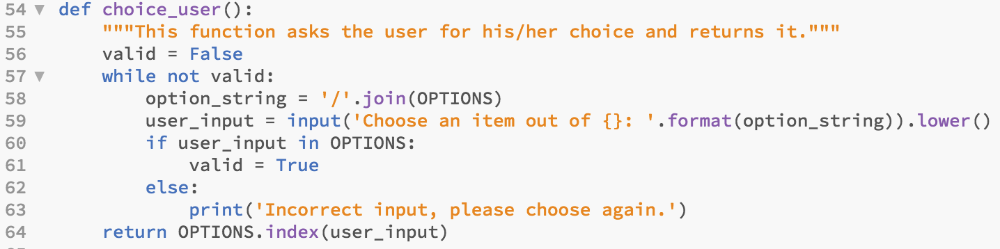 54 ▼ def choice_user():
55     """This function asks the user for his/her choice and returns it."""
56     valid = False
57 ▼     while not valid:
58         option_string = '/'.join(OPTIONS)
59         user_input = input('Choose an item out of {}: '.format(option_string)).lower()
60         if user_input in OPTIONS:
61             valid = True
62         else:
63             print('Incorrect input, please choose again.')
64     return OPTIONS.index(user_input)